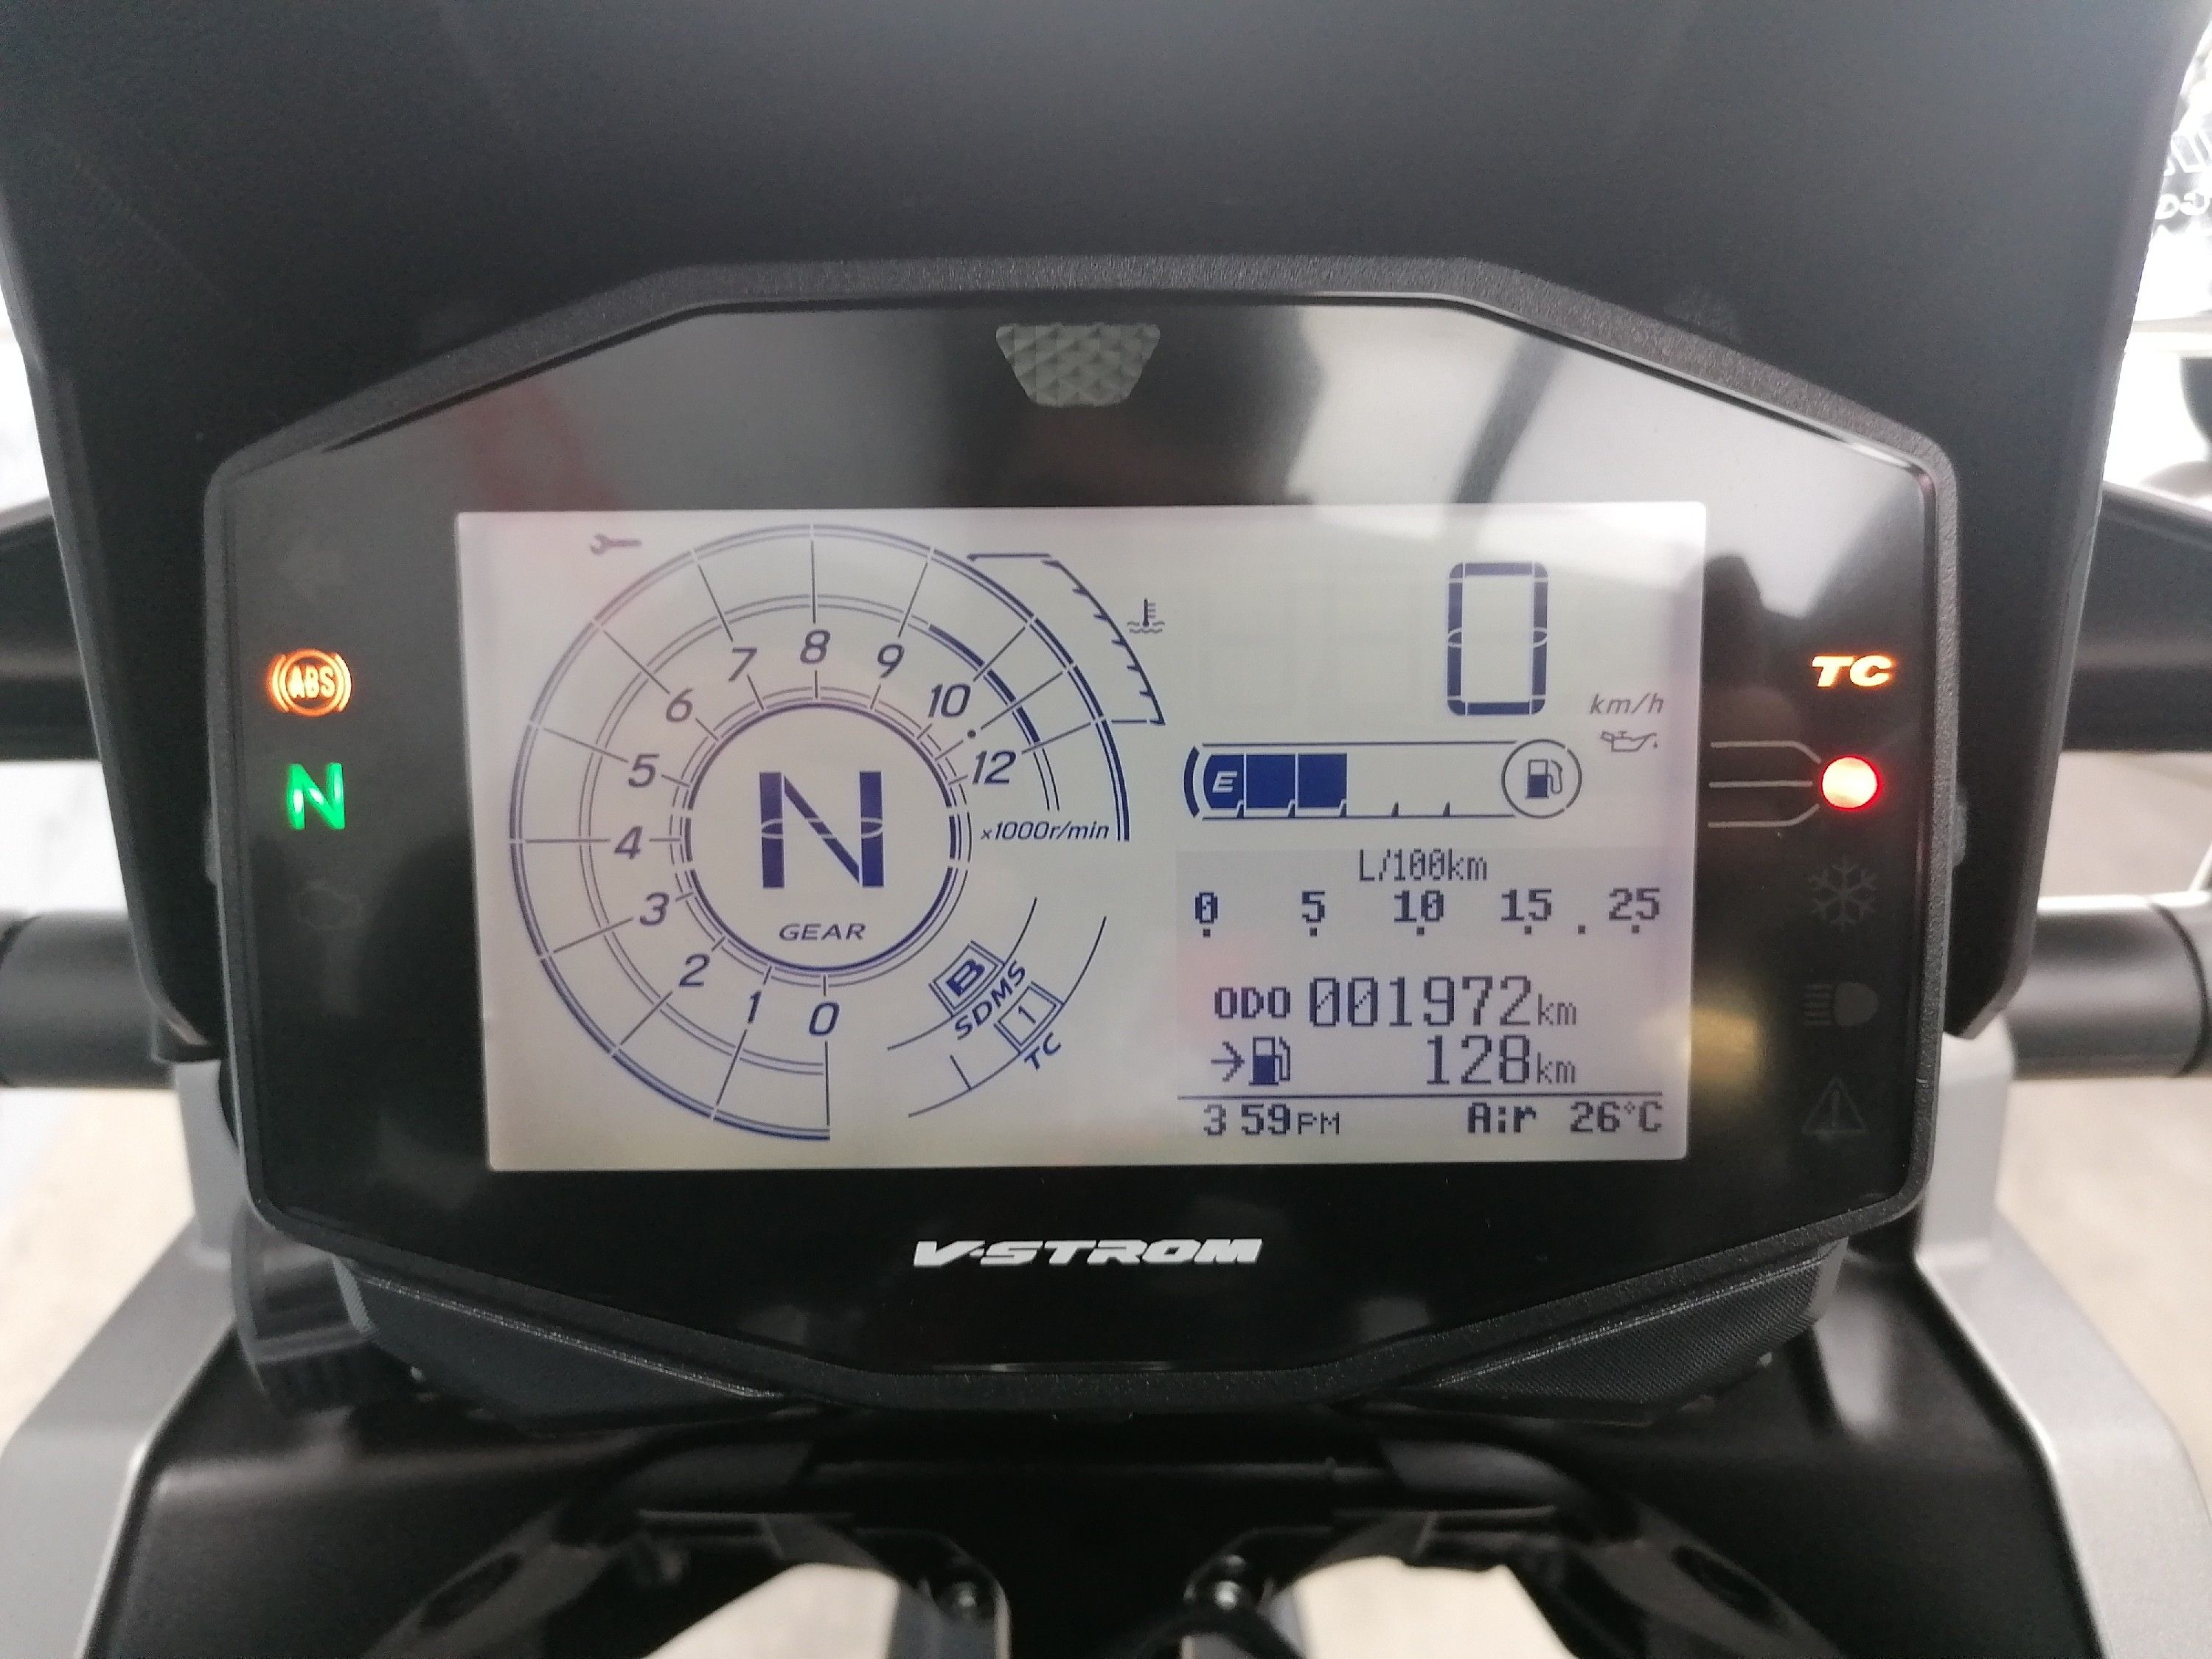 0
km/h
ABS
TC
N
7 8 9
6 10
5 12
4
3
2
1 0
x1000r/min
N
GEAR
B
SDMS
1
TC
E
L/100km
0 5 10 15 . 25
ODO 001972km
128km
3 59PM Air 26°C
V-STROM